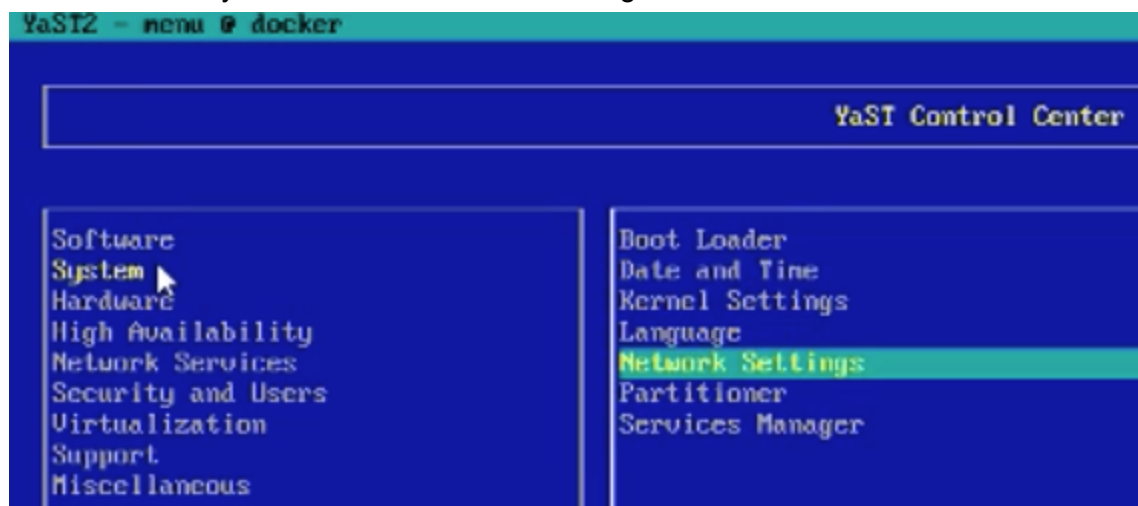 YaST2 - menu @ docker
YaST Control Center
Software
System
Hardware
High Availability
Network Services
Security and Users
Virtualization
Support
Miscellaneous
Boot Loader
Date and Time
Kernel Settings
Language
Network Settings
Partitioner
Services Manager